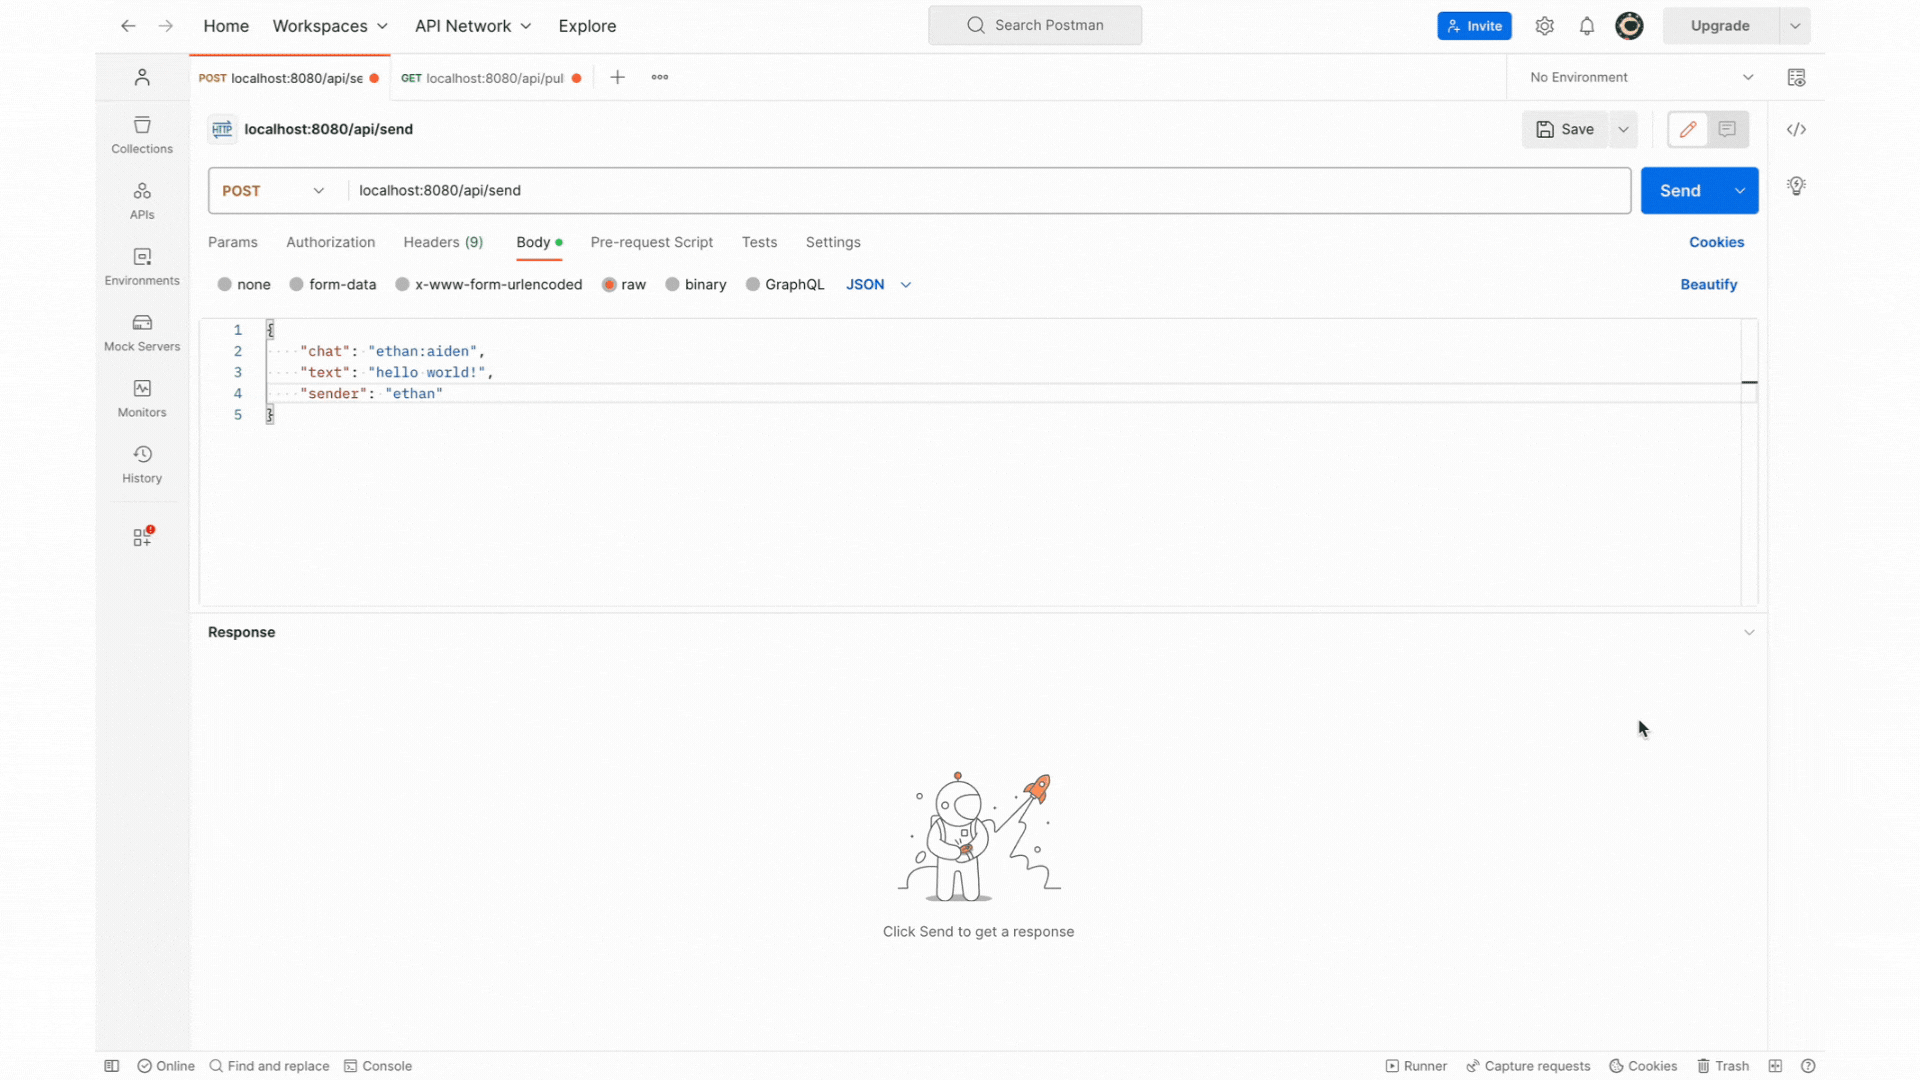 Home Workspaces API Network Explore Search Postman Invite Upgrade
POST localhost:8080/api/se GET localhost:8080/api/pul No Environment
HTTP localhost:8080/api/send Save
Collections
POST localhost:8080/api/send Send
APIs
Params Authorization Headers (9) Body Pre-request Script Tests Settings Cookies
Environments
none form-data x-www-form-urlencoded raw binary GraphQL JSON Beautify
Mock Servers
Monitors
History
1 {
2 "chat": "ethan:aiden",
3 "text": "hello world!",
4 "sender": "ethan"
5 }
Response
Click Send to get a response
Online Find and replace Console Runner Capture requests Cookies Trash